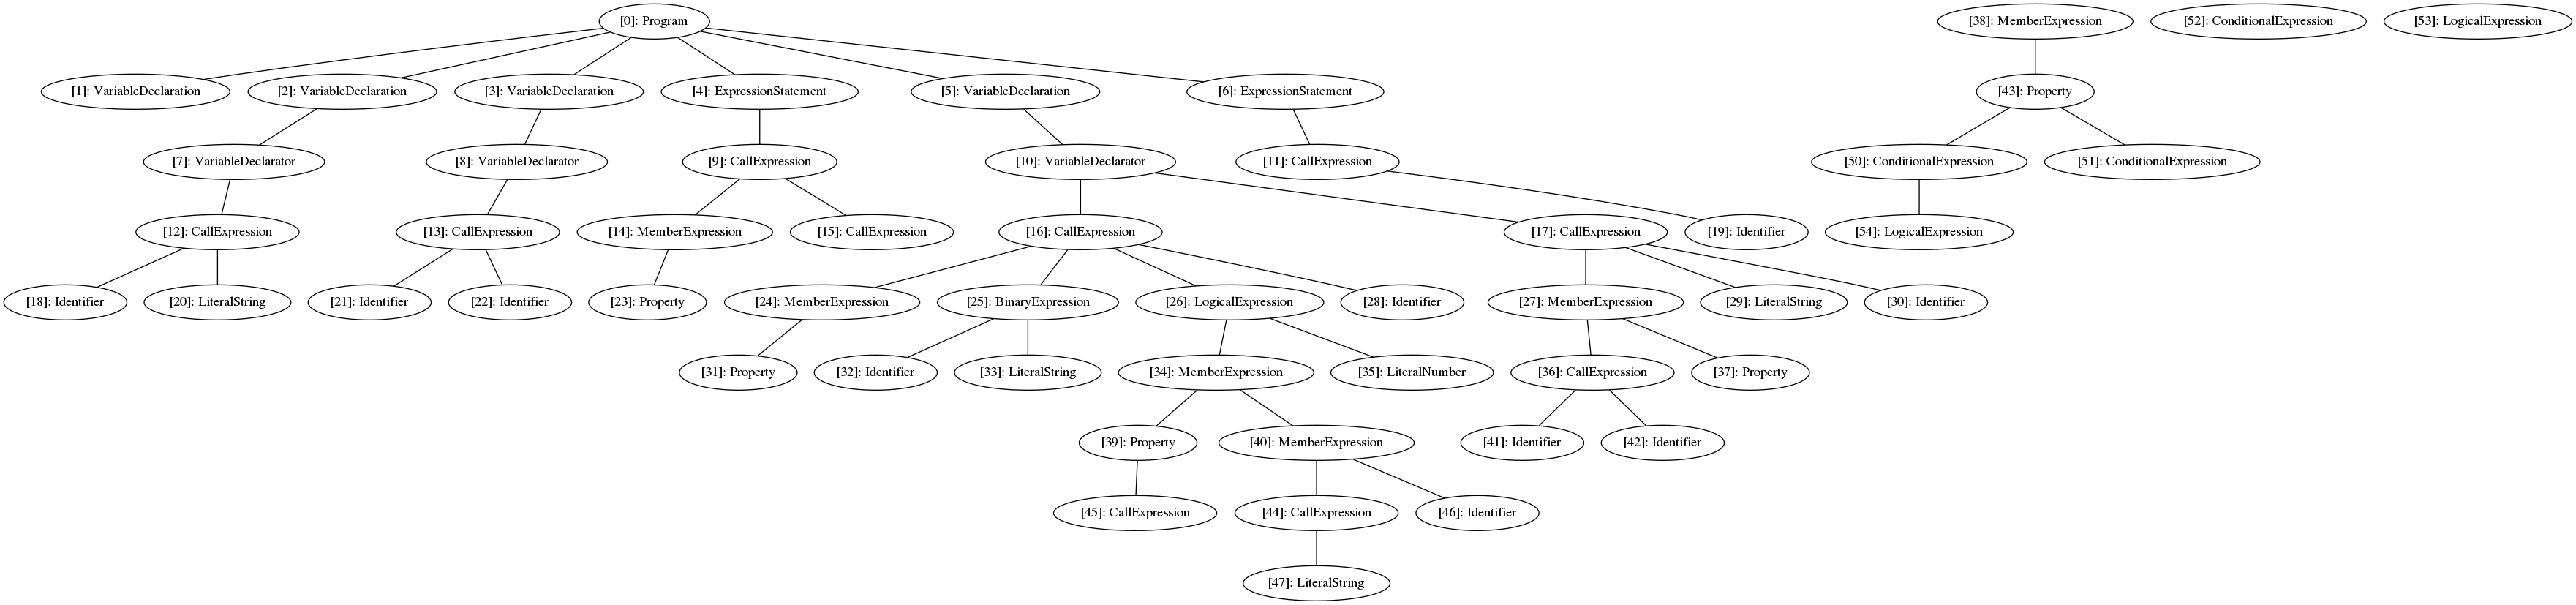 [0]: Program
[38]: MemberExpression
[52]: ConditionalExpression
[53]: LogicalExpression
[1]: VariableDeclaration
[2]: VariableDeclaration
[3]: VariableDeclaration
[4]: ExpressionStatement
[5]: VariableDeclaration
[6]: ExpressionStatement
[43]: Property
[7]: VariableDeclarator
[8]: VariableDeclarator
[9]: CallExpression
[10]: VariableDeclarator
[11]: CallExpression
[50]: ConditionalExpression
[51]: ConditionalExpression
[12]: CallExpression
[13]: CallExpression
[14]: MemberExpression
[15]: CallExpression
[16]: CallExpression
[17]: CallExpression
[19]: Identifier
[54]: LogicalExpression
[18]: Identifier
[20]: LiteralString
[21]: Identifier
[22]: Identifier
[23]: Property
[24]: MemberExpression
[25]: BinaryExpression
[26]: LogicalExpression
[28]: Identifier
[27]: MemberExpression
[29]: LiteralString
[30]: Identifier
[31]: Property
[32]: Identifier
[33]: LiteralString
[34]: MemberExpression
[35]: LiteralNumber
[36]: CallExpression
[37]: Property
[39]: Property
[40]: MemberExpression
[41]: Identifier
[42]: Identifier
[45]: CallExpression
[44]: CallExpression
[46]: Identifier
[47]: LiteralString